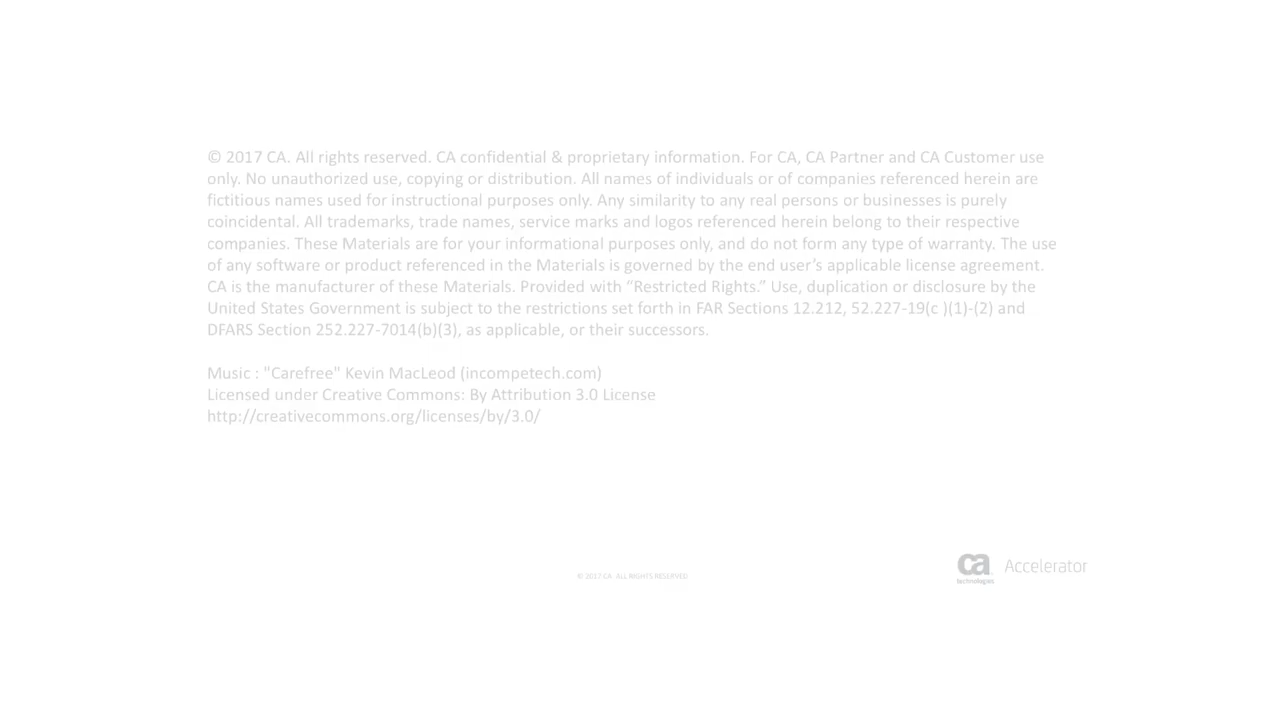 © 2017 CA. All rights reserved. CA confidential & proprietary information. For CA, CA Partner and CA Customer use
only. No unauthorized use, copying or distribution. All names of individuals or of companies referenced herein are
fictitious names used for instructional purposes only. Any similarity to any real persons or businesses is purely
coincidental. All trademarks, trade names, service marks and logos referenced herein belong to their respective
companies. These Materials are for your informational purposes only, and do not form any type of warranty. The use
of any software or product referenced in the Materials is governed by the end user’s applicable license agreement.
CA is the manufacturer of these Materials. Provided with “Restricted Rights.” Use, duplication or disclosure by the
United States Government is subject to the restrictions set forth in FAR Sections 12.212, 52.227-19(c )(1)-(2) and
DFARS Section 252.227-7014(b)(3), as applicable, or their successors.
Music : "Carefree" Kevin MacLeod (incompetech.com)
Licensed under Creative Commons: By Attribution 3.0 License
http://creativecommons.org/licenses/by/3.0/
© 2017 CA ALL RIGHTS RESERVED
ca Accelerator
technologies